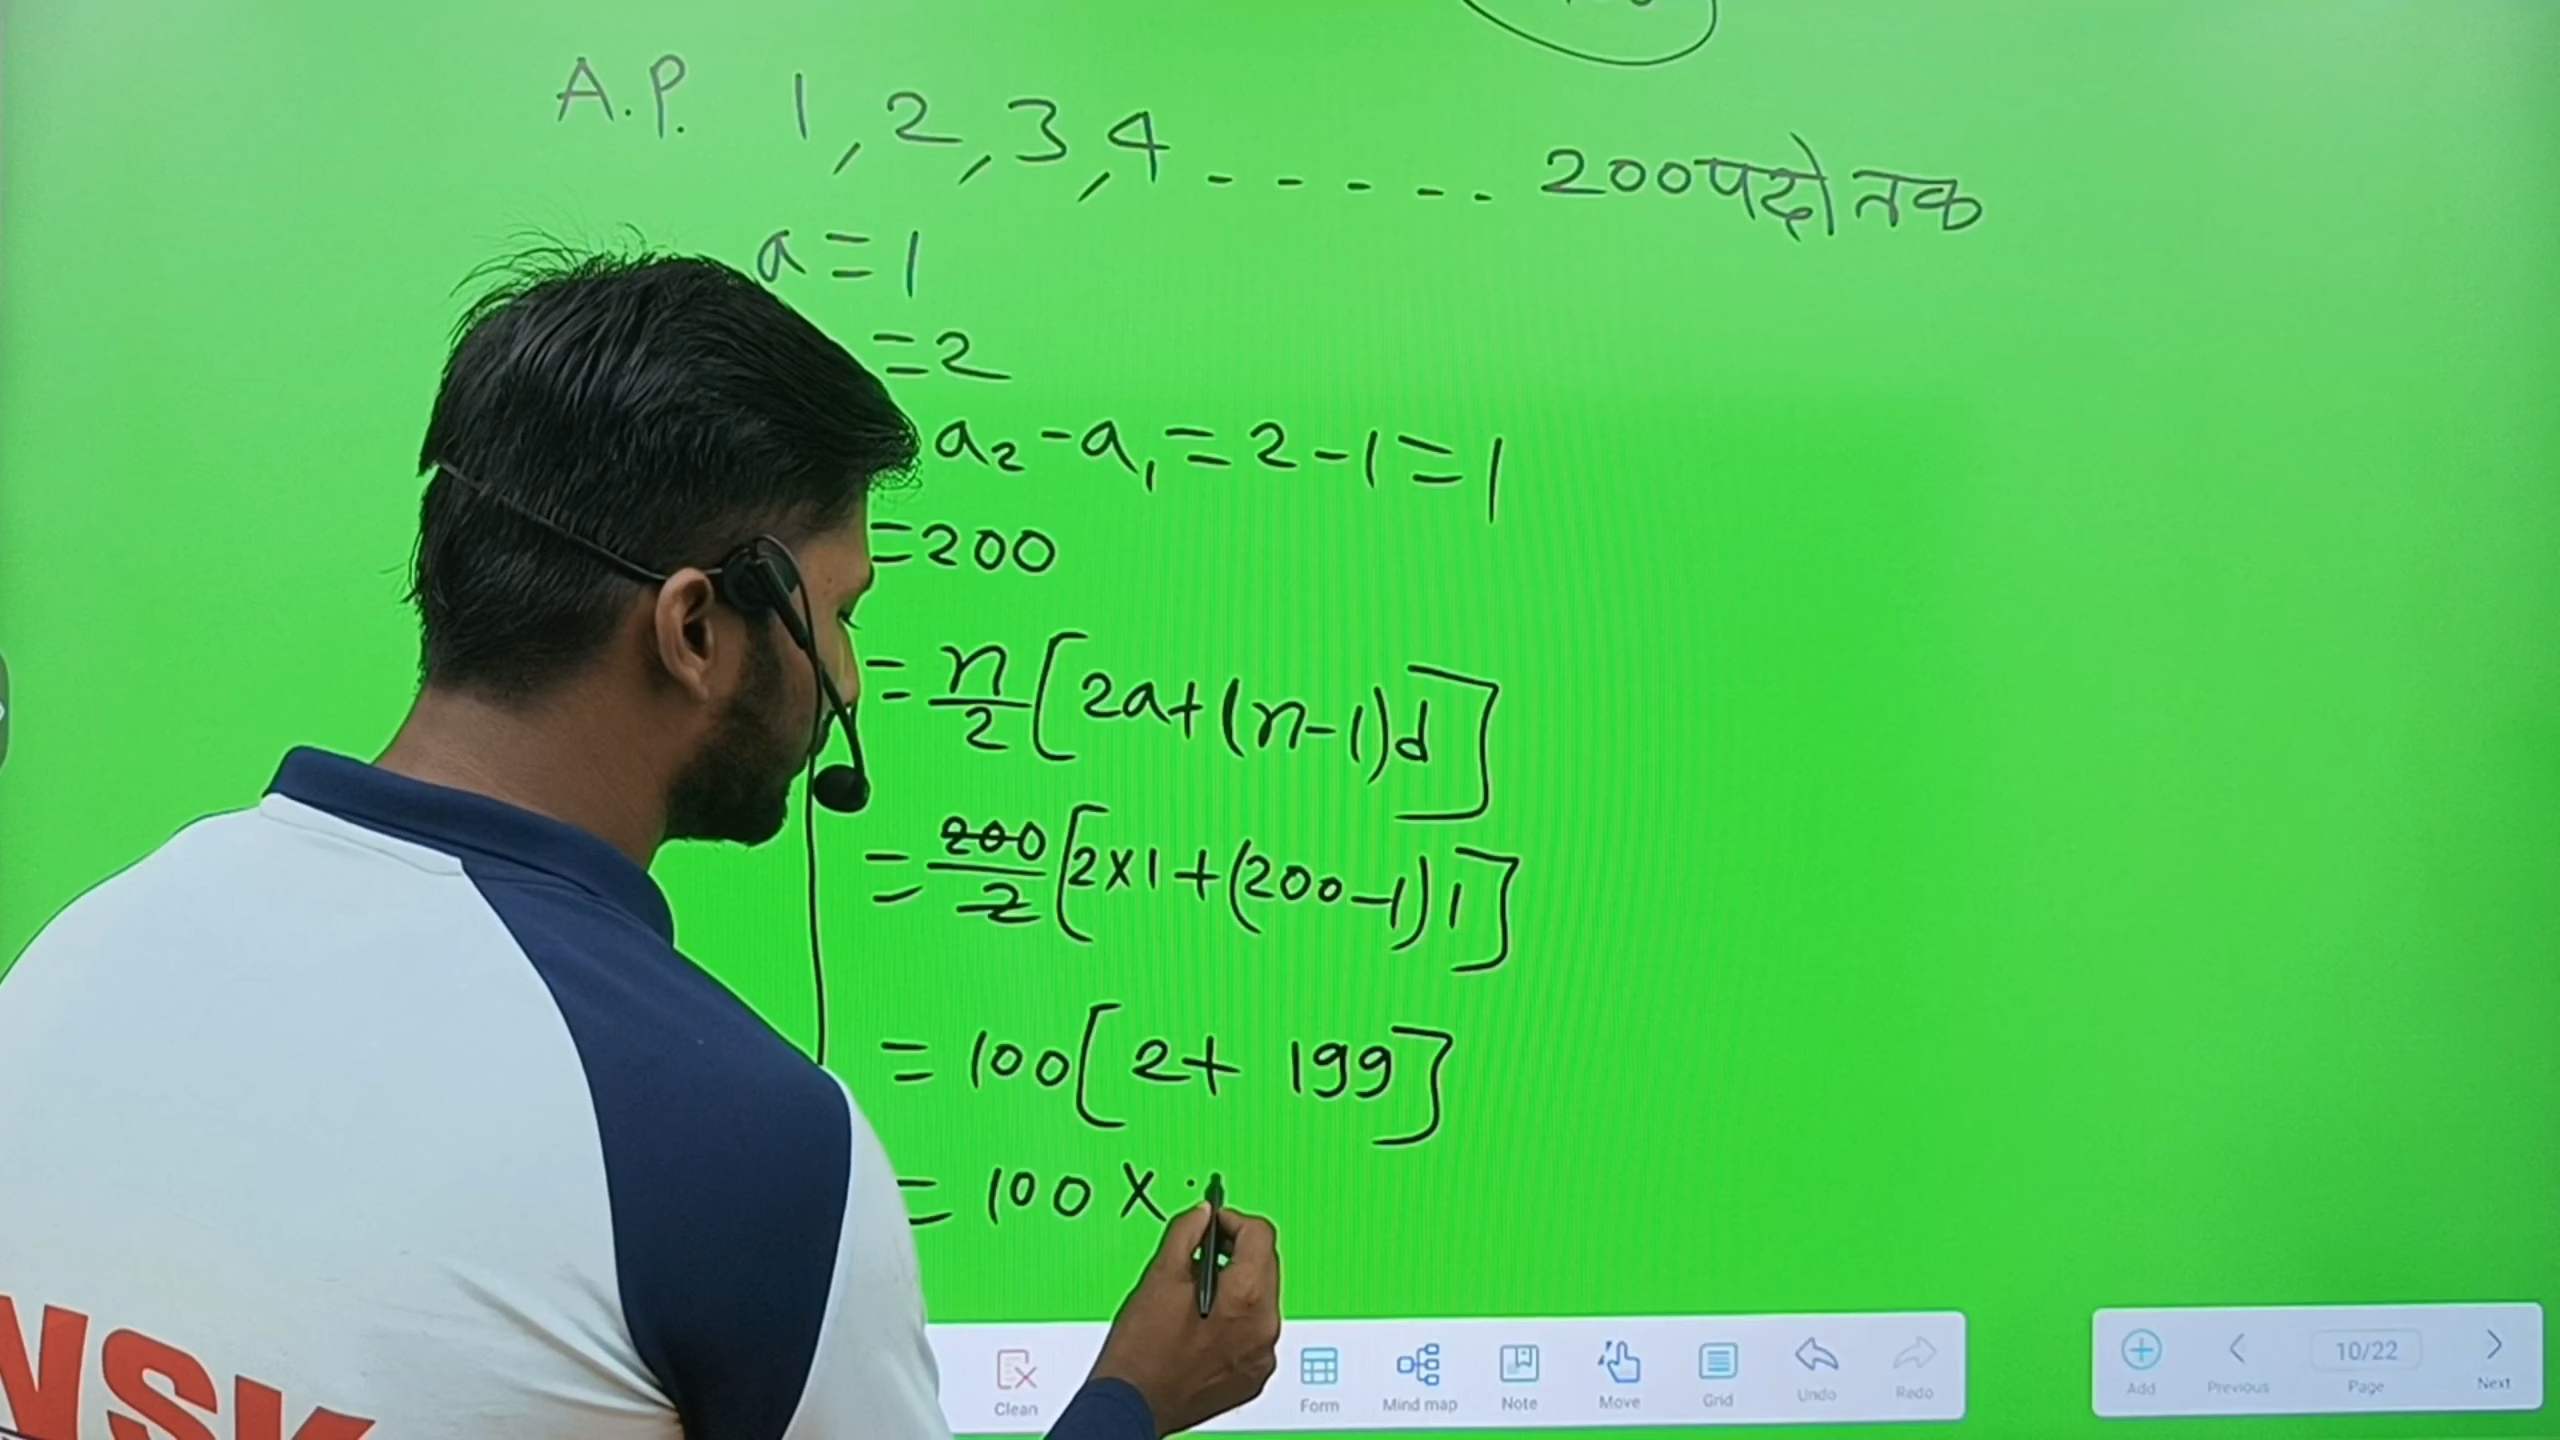 A.P. 1, 2, 3, 4 - - - - - 200 पदो तक
a = 1
= 2
a₂ - a₁ = 2 - 1 = 1
= 200
= n/2 [2a + (n-1)d]
= 200/2 [2×1 + (200-1)1]
= 100[2 + 199]
= 100 ×
NSK
Clean Form Mind map Note Move Grid Undo Redo
Add Previous 10/22 Page Next